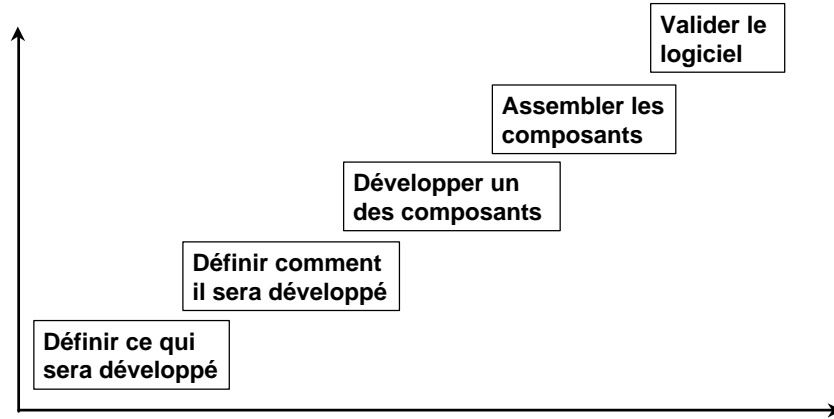 Valider le
logiciel
Assembler les
composants
Développer un
des composants
Définir comment
il sera développé
Définir ce qui
sera développé